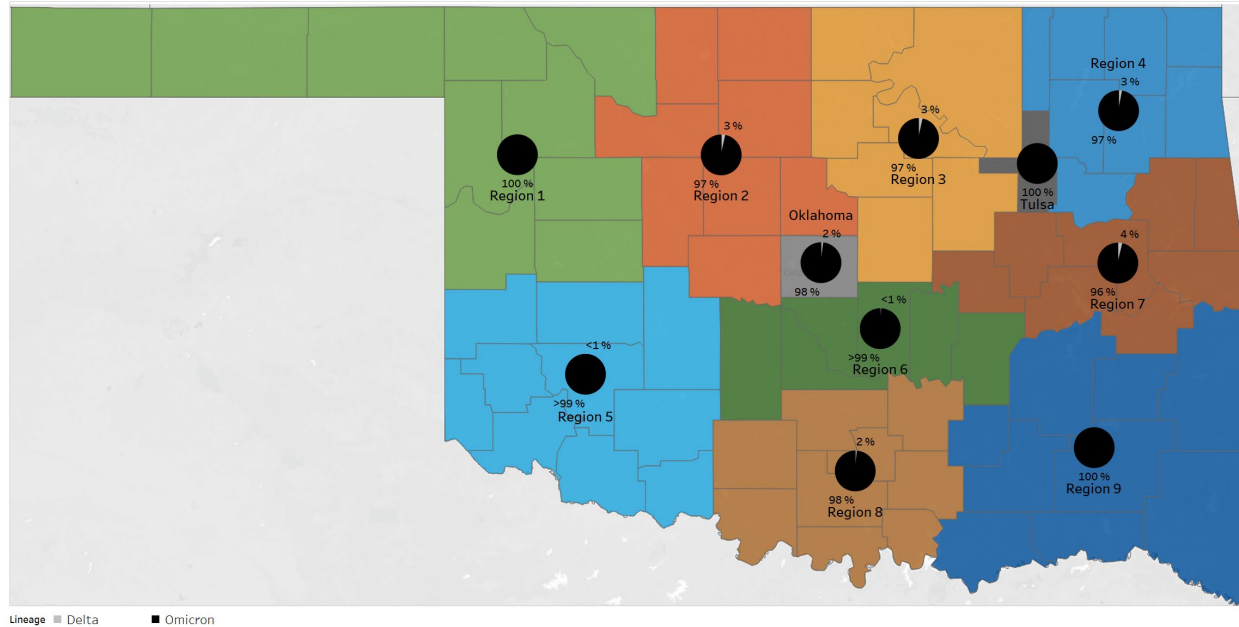 Region 4
3 %
97 %
3 %
97 %
Region 3
3 %
97 %
Region 2
100 %
Region 1
100 %
Tulsa
Oklahoma
2 %
98 %
4 %
96 %
Region 7
<1 %
>99 %
Region 6
<1 %
>99 %
Region 5
2 %
98 %
Region 8
100 %
Region 9
Lineage Delta Omicron